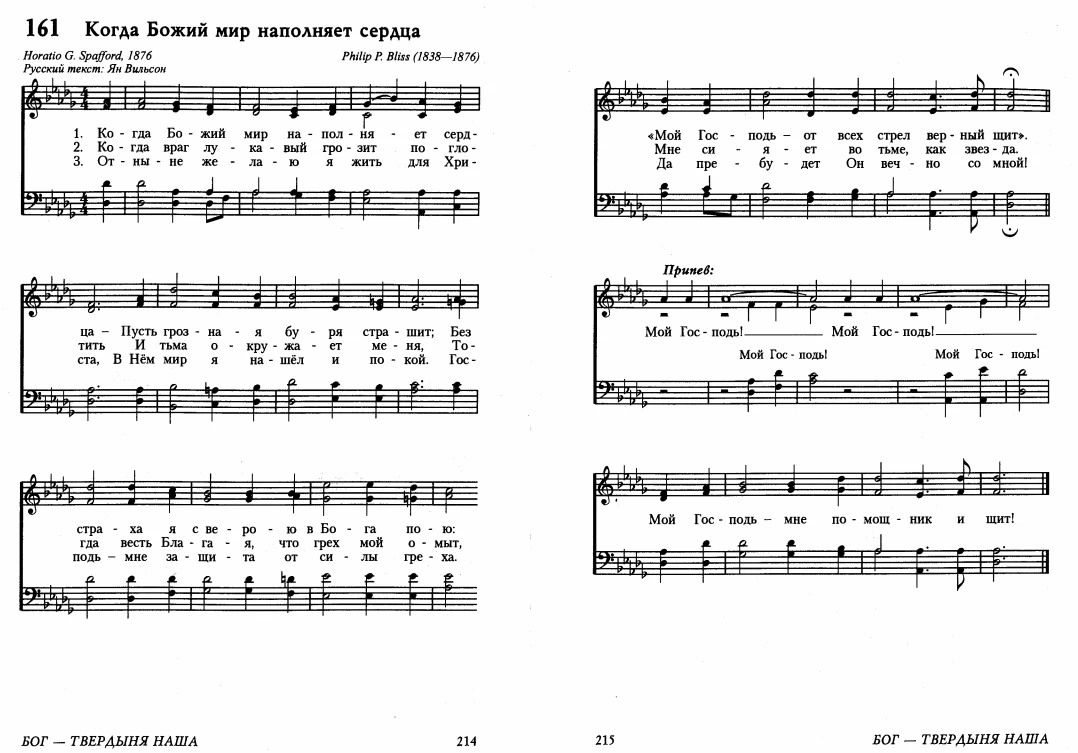 161 Когда Божий мир наполняет сердца
Horatio G. Spafford, 1876
Philip P. Bliss (1838—1876)
Русский текст: Ян Вильсон
1. Ко - гда Бо - жий мир на - пол - ня - ет серд-
2. Ко - гда враг лу - ка - вый гро - зит по - гло-
3. От - ны - не же - ла - ю я жить для Хри-
ца – Пусть гроз - на - я бу - ря стра - шит; Без
тить И тьма о - кру - жа - ет ме - ня, То-
ста, В Нём мир я на - шёл и по - кой. Гос-
стра - ха я с ве - ро - ю в Бо - га по - ю:
гда весть Бла - га - я, что грех мой о - мыт,
подь – мне за - щи - та от си - лы гре - ха.
БОГ — ТВЕРДЫНЯ НАША 214
«Мой Гос - подь – от всех стрел вер - ный щит».
Мне си - я - ет во тьме, как звез - да.
Да пре - бу - дет Он веч - но со мной!
Припев:
Мой Гос - подь! Мой Гос - подь!
Мой Гос - подь! Мой Гос - подь!
Мой Гос - подь – мне по - мощ - ник и щит!
215 БОГ — ТВЕРДЫНЯ НАША